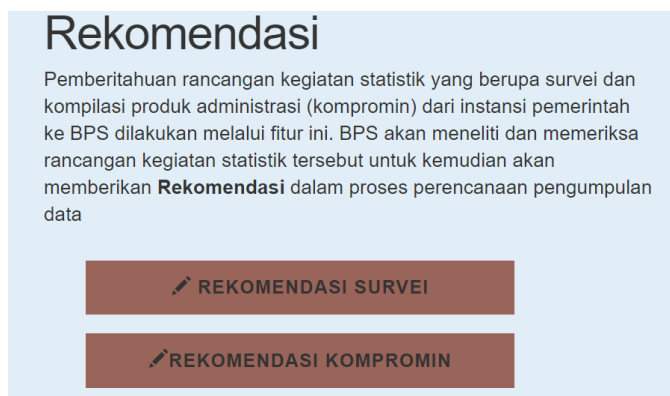 Rekomendasi
Pemberitahuan rancangan kegiatan statistik yang berupa survei dan
kompilasi produk administrasi (kompromin) dari instansi pemerintah
ke BPS dilakukan melalui fitur ini. BPS akan meneliti dan memeriksa
rancangan kegiatan statistik tersebut untuk kemudian akan
memberikan Rekomendasi dalam proses perencanaan pengumpulan
data
REKOMENDASI SURVEI
REKOMENDASI KOMPROMIN